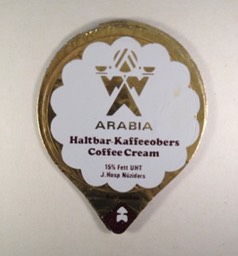 ARABIA
Haltbar-Kaffeeobers
Coffee Cream
15% Fett UHT
J. Hosp Nüziders